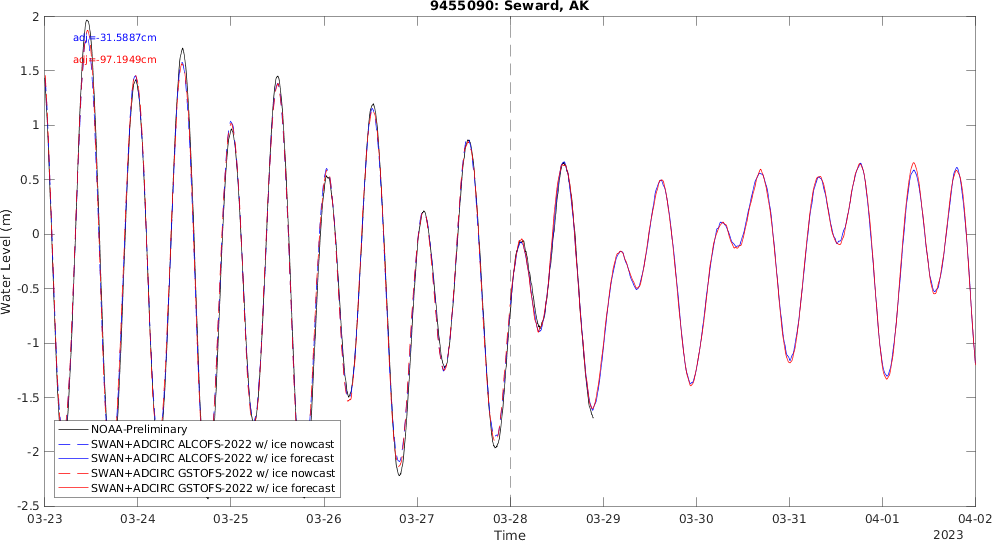 9455090: Seward, AK
adj=-31.5887cm
adj=-97.1949cm
2
1.5
1
0.5
0
-0.5
-1
-1.5
-2
-2.5
Water Level (m)
NOAA-Preliminary
SWAN+ADCIRC ALCOFS-2022 w/ ice nowcast
SWAN+ADCIRC ALCOFS-2022 w/ ice forecast
SWAN+ADCIRC GSTOFS-2022 w/ ice nowcast
SWAN+ADCIRC GSTOFS-2022 w/ ice forecast
03-23 03-24 03-25 03-26 03-27 03-28 03-29 03-30 03-31 04-01 04-02
Time
2023